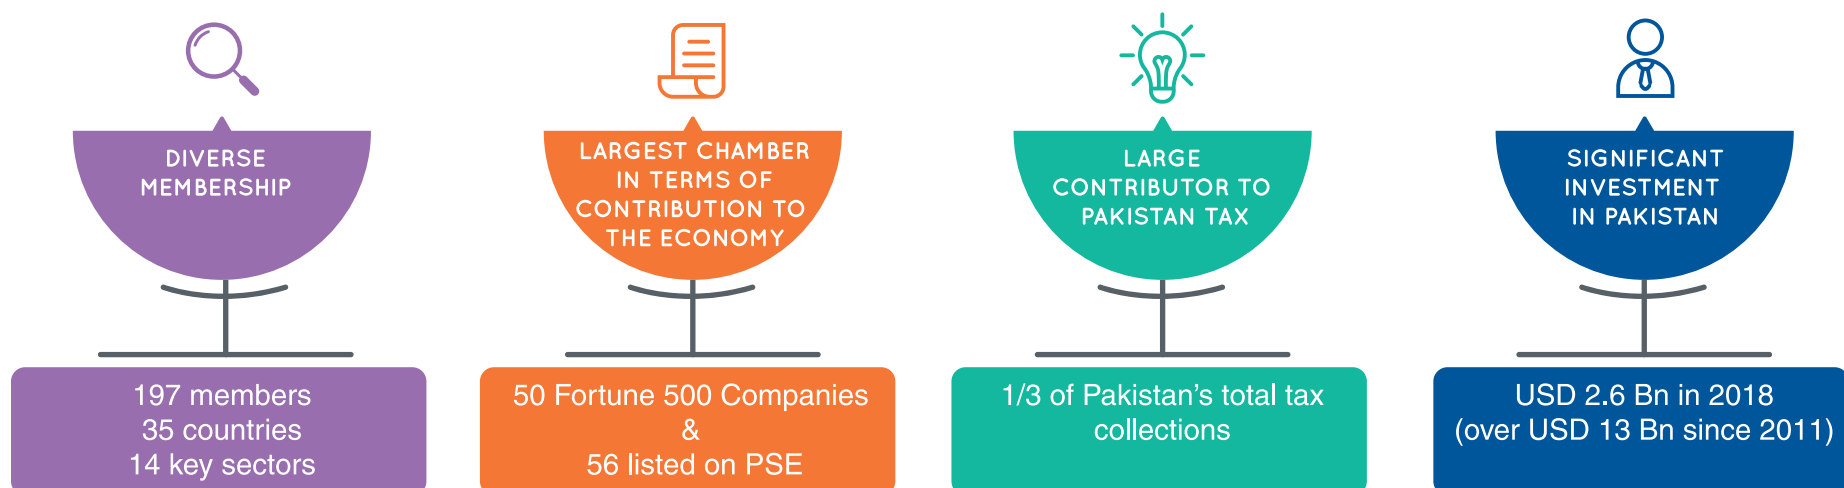 DIVERSE
MEMBERSHIP
197 members
35 countries
14 key sectors
LARGEST CHAMBER
IN TERMS OF
CONTRIBUTION TO
THE ECONOMY
50 Fortune 500 Companies
&
56 listed on PSE
LARGE
CONTRIBUTOR TO
PAKISTAN TAX
1/3 of Pakistan’s total tax
collections
SIGNIFICANT
INVESTMENT
IN PAKISTAN
USD 2.6 Bn in 2018
(over USD 13 Bn since 2011)